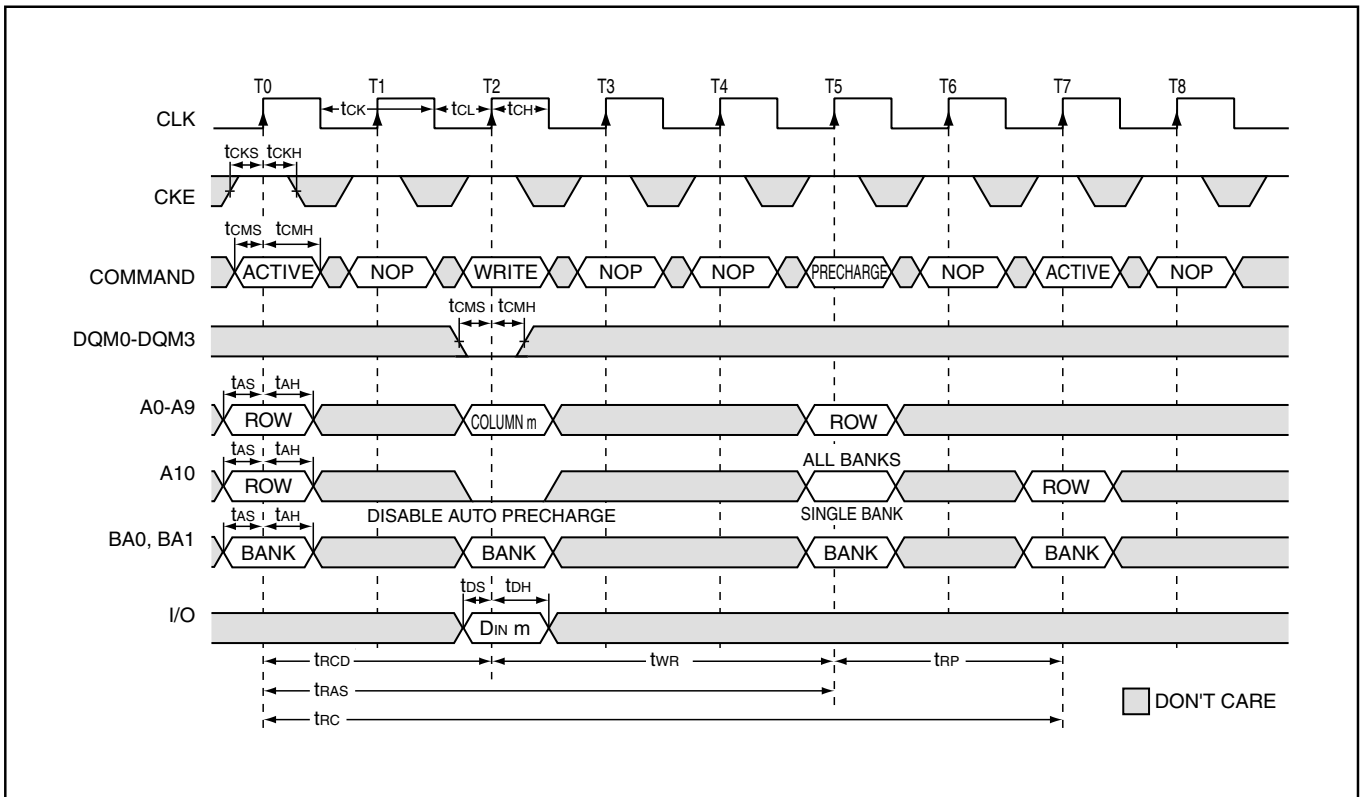 T0 T1 T2 T3 T4 T5 T6 T7 T8
CLK
tCK tCL tCH
tCKS tCKH
CKE
tCMS tCMH
COMMAND ACTIVE NOP WRITE NOP NOP PRECHARGE NOP ACTIVE NOP
tCMS tCMH
DQM0-DQM3
tAS tAH
A0-A9 ROW COLUMN m ROW
tAS tAH ALL BANKS
A10 ROW ROW
DISABLE AUTO PRECHARGE SINGLE BANK
tAS tAH
BA0, BA1 BANK BANK BANK BANK
tDS tDH
I/O DIN m
tRCD tWR tRP
tRAS
DON'T CARE
tRC